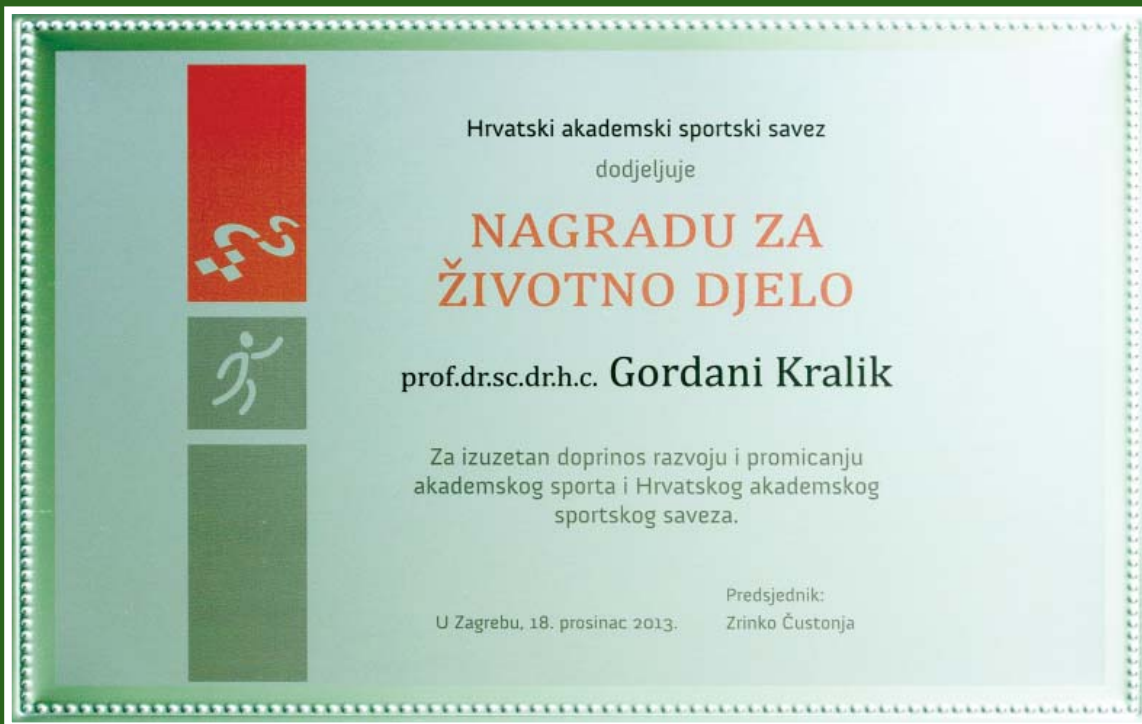 Hrvatski akademski sportski savez
dodjeljuje
NAGRADU ZA
ŽIVOTNO DJELO
prof.dr.sc.dr.h.c. Gordani Kralik
Za izuzetan doprinos razvoju i promicanju
akademskog sporta i Hrvatskog akademskog
sportskog saveza.
U Zagrebu, 18. prosinac 2013.
Predsjednik:
Zrinko Čustonja